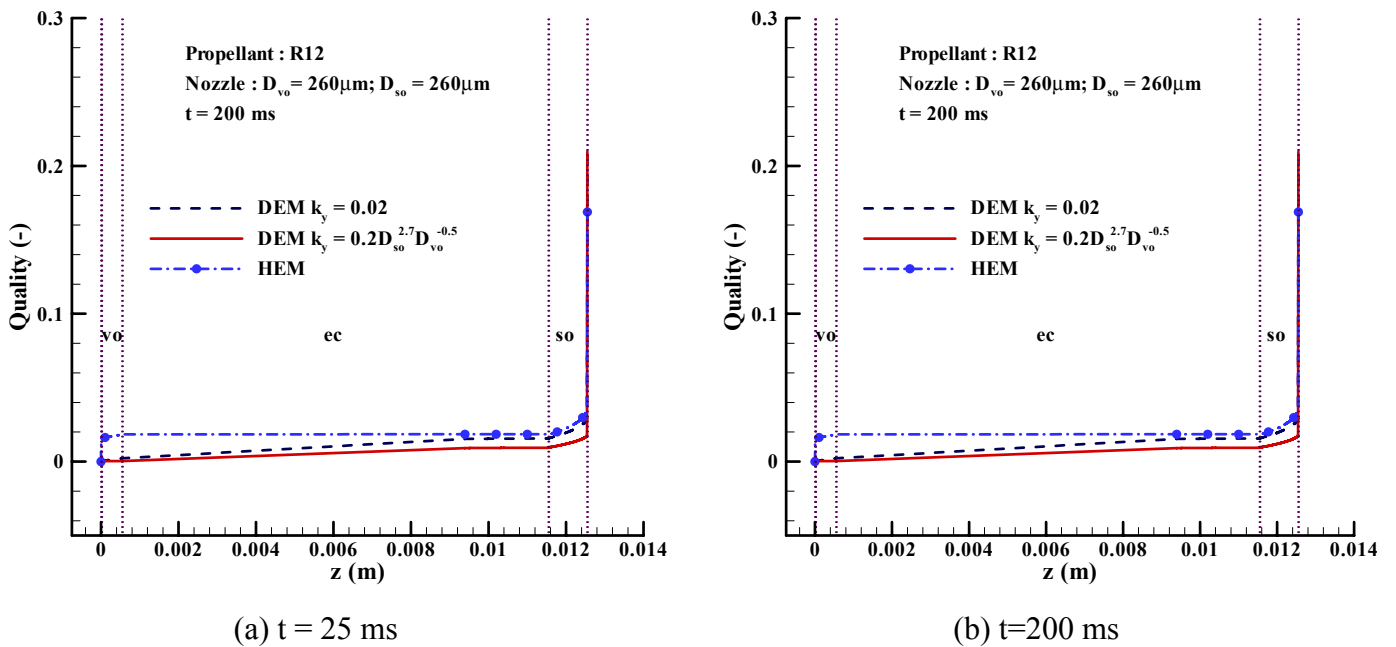 0.3
0.2
0.1
0
Quality (-)
Propellant : R12
Nozzle : Dvo= 260μm; Dso = 260μm
t = 200 ms
DEM ky = 0.02
DEM ky = 0.2Dso^2.7Dvo^-0.5
HEM
vo
ec
so
0 0.002 0.004 0.006 0.008 0.01 0.012 0.014
z (m)
(a) t = 25 ms
0.3
0.2
0.1
0
Quality (-)
Propellant : R12
Nozzle : Dvo= 260μm; Dso = 260μm
t = 200 ms
DEM ky = 0.02
DEM ky = 0.2Dso^2.7Dvo^-0.5
HEM
vo
ec
so
0 0.002 0.004 0.006 0.008 0.01 0.012 0.014
z (m)
(b) t=200 ms